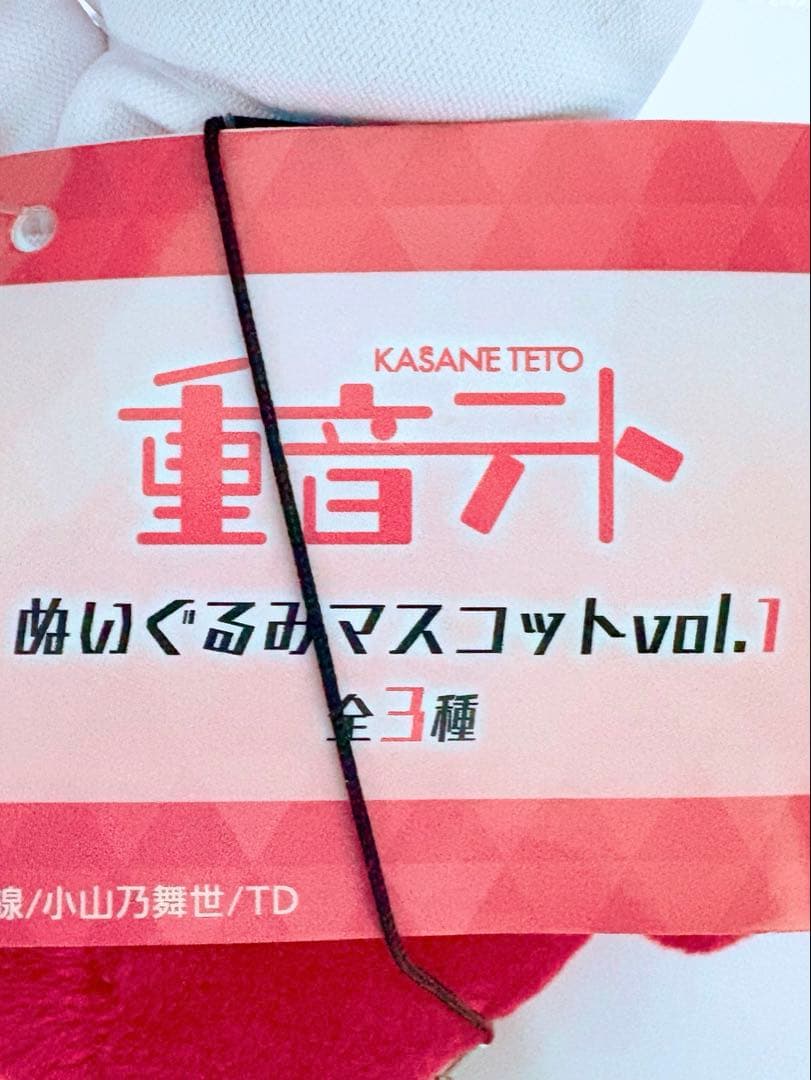 KASANE TETO
重音テト
ぬいぐるみマスコットvol.1
全3種
線/小山乃舞世/TD